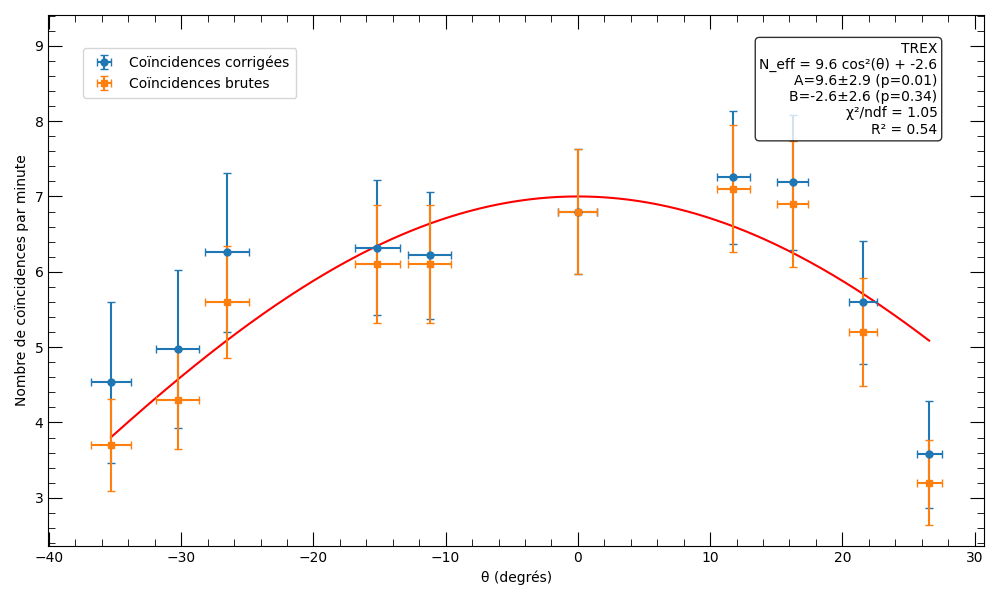 Coïncidences corrigées
Coïncidences brutes
TREX
N_eff = 9.6 cos²(θ) + -2.6
A=9.6±2.9 (p=0.01)
B=-2.6±2.6 (p=0.34)
χ²/ndf = 1.05
R² = 0.54
Nombre de coïncidences par minute
9
8
7
6
5
4
3
−40
−30
−20
−10
0
10
20
30
θ (degrés)